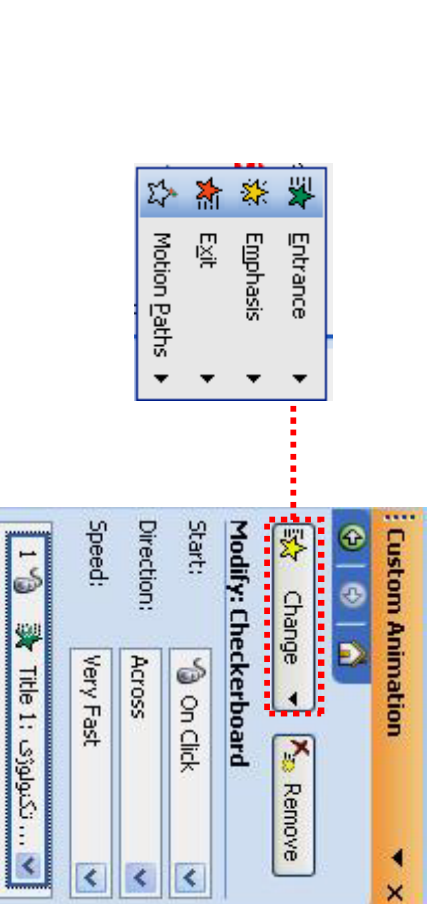 Custom Animation
Change
Remove
Modify: Checkerboard
Start:
On Click
Direction:
Across
Speed:
Very Fast
1 Title 1: تکنولوژی ...
Entrance
Emphasis
Exit
Motion Paths